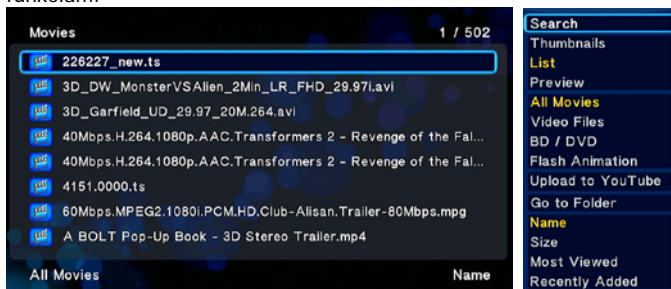 Movies 1 / 502
226227_new.ts
3D_DW_MonsterVSAlien_2Min_LR_FHD_29.97i.avi
3D_Garfield_UD_29.97_20M.264.avi
40Mbps.H.264.1080p.AAC.Transformers 2 - Revenge of the Fal...
40Mbps.H.264.1080p.AAC.Transformers 2 - Revenge of the Fal...
4151.0000.ts
60Mbps.MPEG2.1080i.PCM.HD.Club-Alisan.Trailer-80Mbps.mpg
A BOLT Pop-Up Book - 3D Stereo Trailer.mp4
All Movies Name
Search
Thumbnails
List
Preview
All Movies
Video Files
BD / DVD
Flash Animation
Upload to YouTube
Go to Folder
Name
Size
Most Viewed
Recently Added